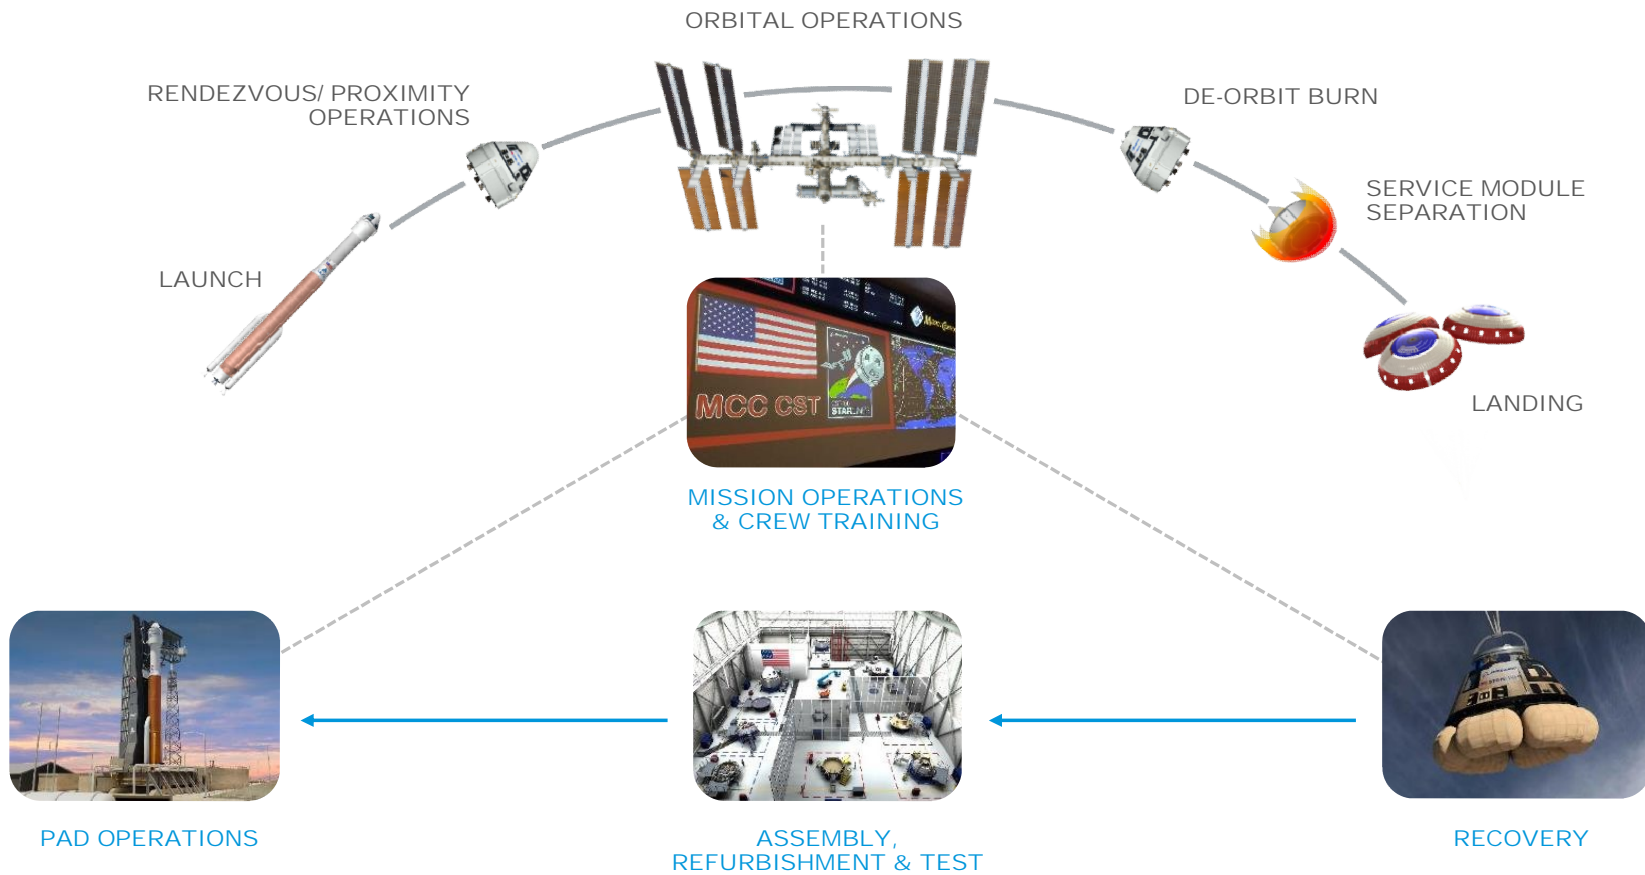 ORBITAL OPERATIONS
RENDEZVOUS/ PROXIMITY
OPERATIONS
DE-ORBIT BURN
SERVICE MODULE
SEPARATION
LAUNCH
LANDING
MCC CST
STARLINER
MISSION OPERATIONS
& CREW TRAINING
PAD OPERATIONS
ASSEMBLY,
REFURBISHMENT & TEST
RECOVERY